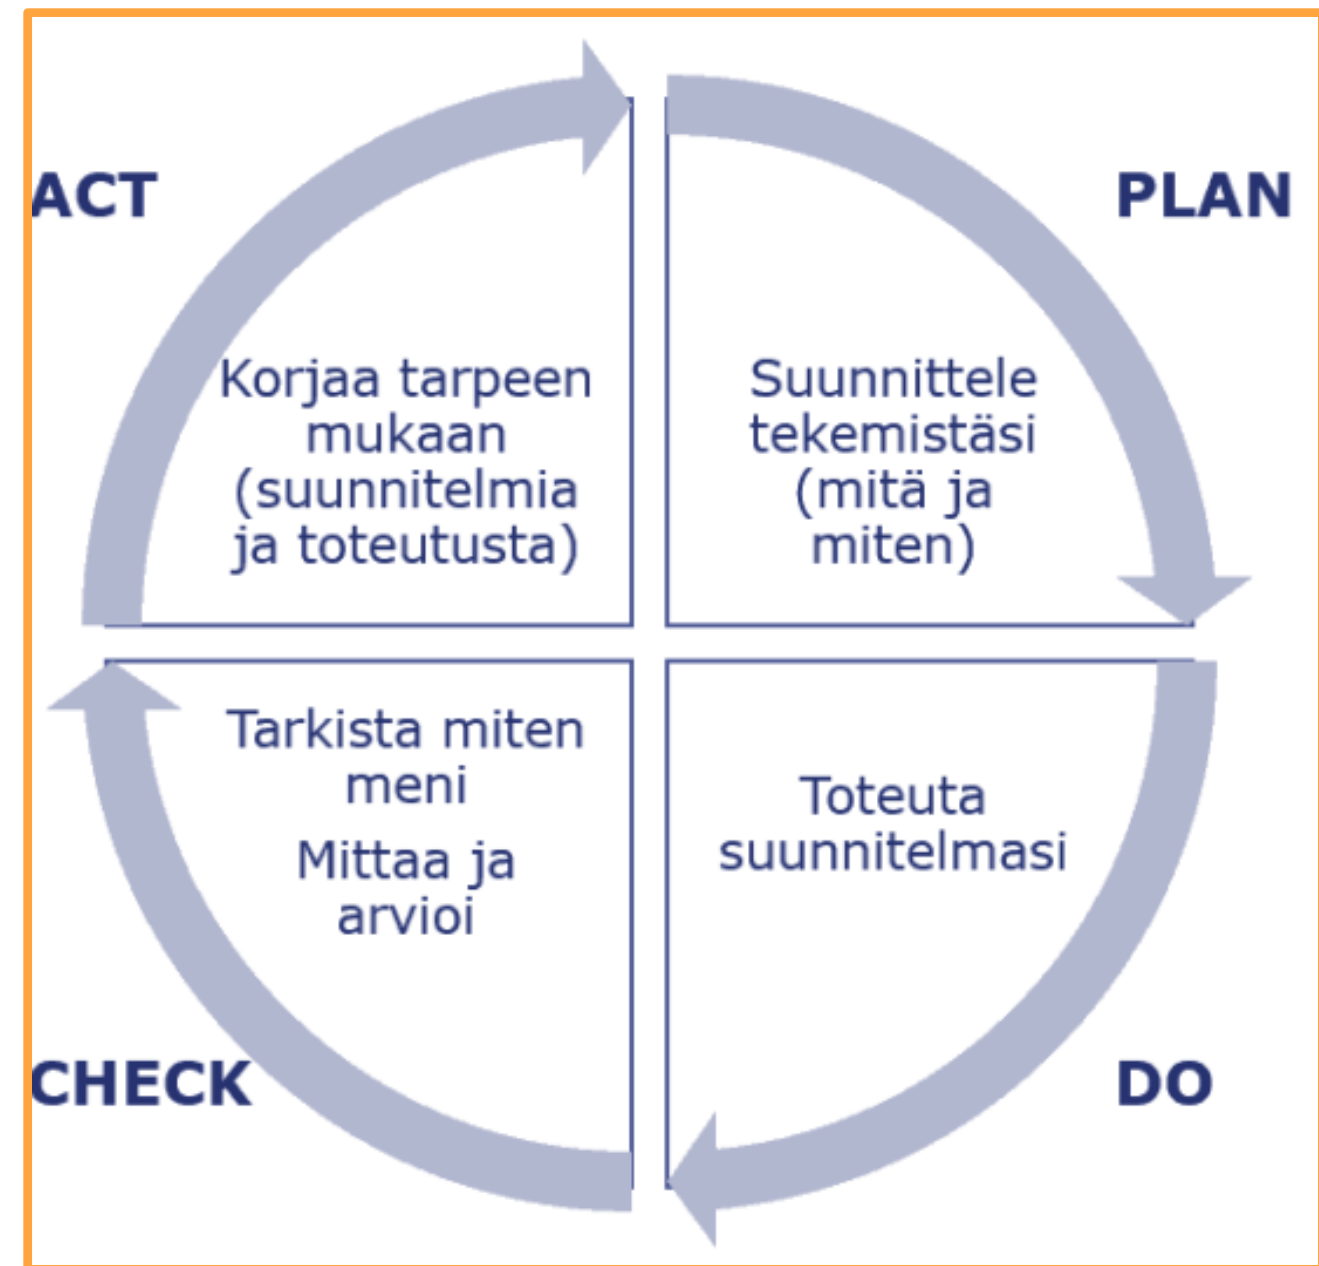 ACT
PLAN
Korjaa tarpeen
mukaan
(suunnitelmia
ja toteutusta)
Suunnittele
tekemistäsi
(mitä ja
miten)
Tarkista miten
meni
Mittaa ja
arvioi
Toteuta
suunnitelmasi
CHECK
DO